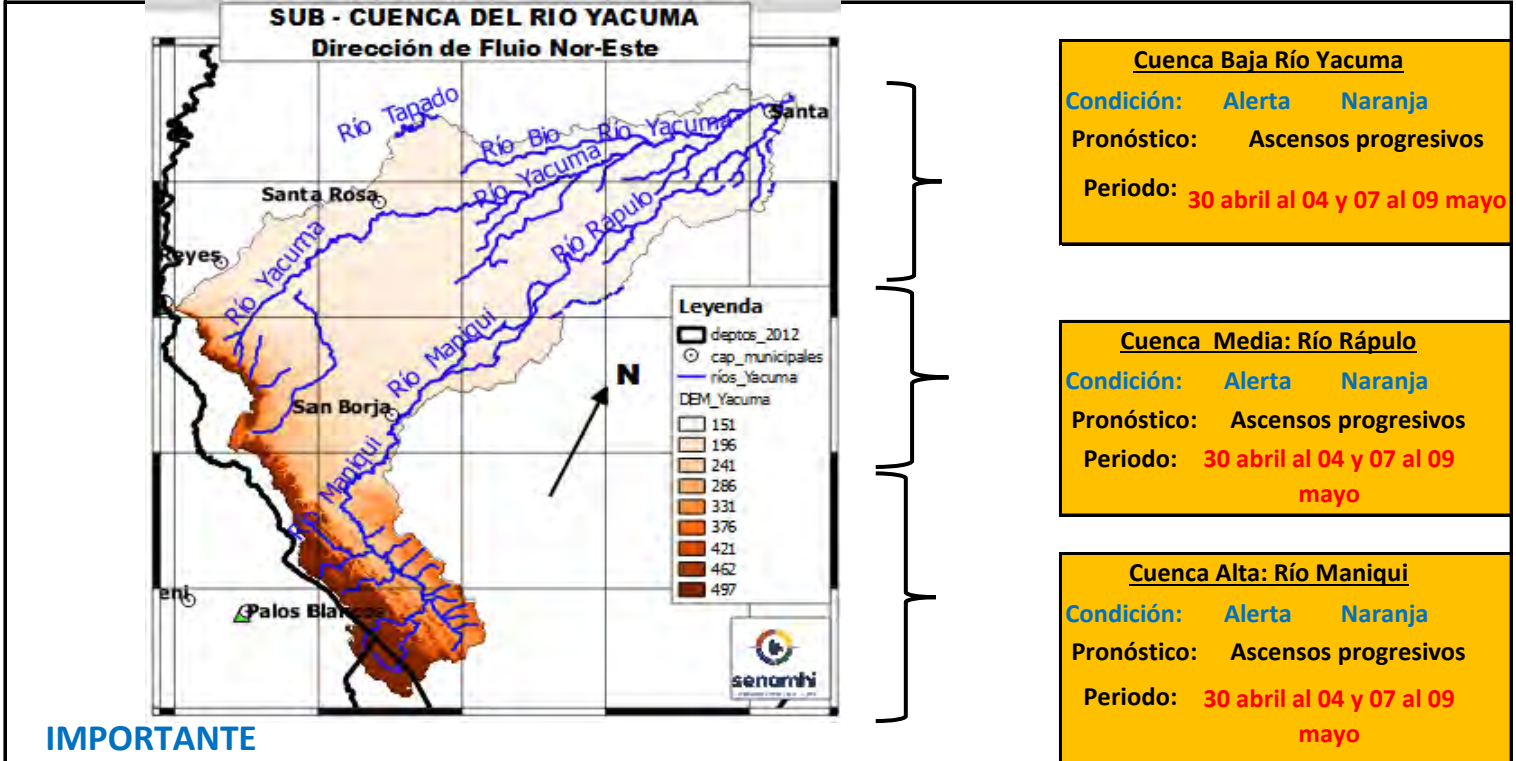 SUB - CUENCA DEL RIO YACUMA
Dirección de Flujo Nor-Este
Río Tapado
Río Bio
Río Yacuma
Santa
Río Yacuma
Santa Rosa
Río Rápulo
Reyes
Río Yacuma
Río Maniqui
San Borja
Río Maniqui
eni
Palos Blancos
N
Leyenda
deptos_2012
cap_municipales
ríos_Yacuma
DEM_Yacuma
151
196
241
286
331
376
421
462
497
senamhi
Cuenca Baja Río Yacuma
Condición: Alerta Naranja
Pronóstico: Ascensos progresivos
Periodo: 30 abril al 04 y 07 al 09 mayo
Cuenca Media: Río Rápulo
Condición: Alerta Naranja
Pronóstico: Ascensos progresivos
Periodo: 30 abril al 04 y 07 al 09
mayo
Cuenca Alta: Río Maniqui
Condición: Alerta Naranja
Pronóstico: Ascensos progresivos
Periodo: 30 abril al 04 y 07 al 09
mayo
IMPORTANTE